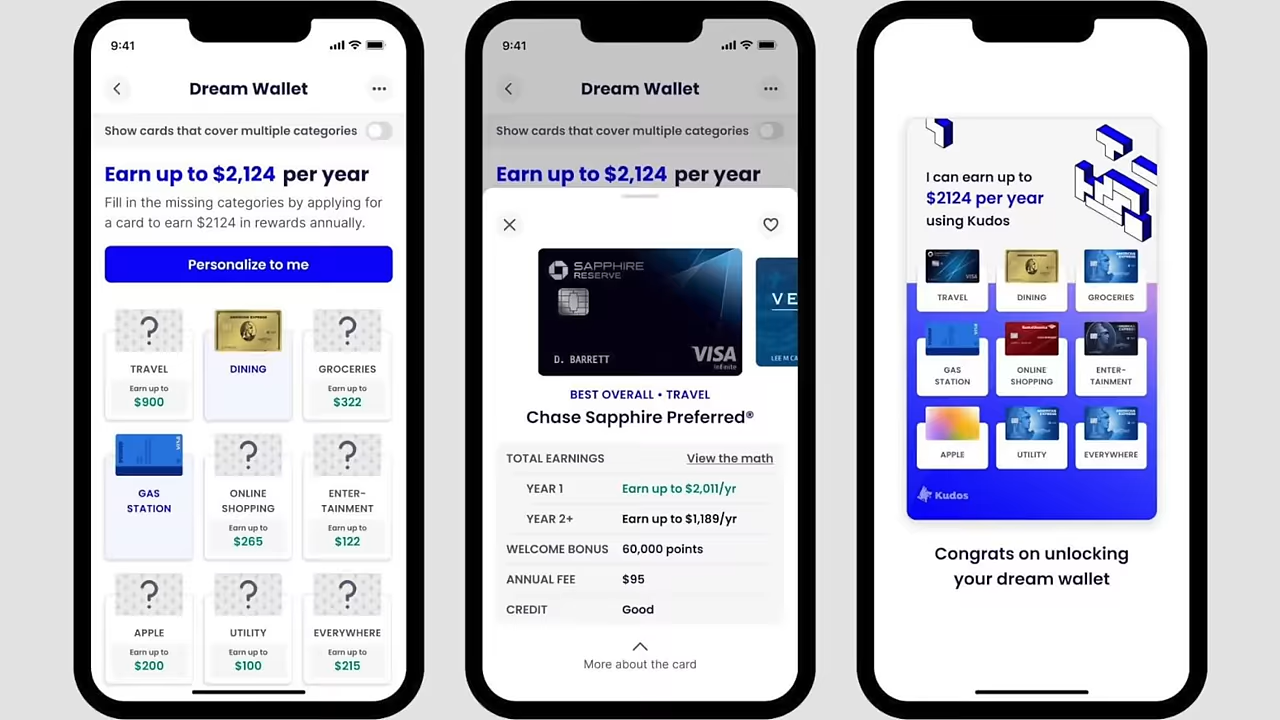 9:41
Dream Wallet
Show cards that cover multiple categories
Earn up to $2,124 per year
Fill in the missing categories by applying for
a card to earn $2124 in rewards annually.
Personalize to me
?
AMERICAN EXPRESS
?
TRAVEL
DINING
GROCERIES
Earn up to
$900
Earn up to
$322
VISA
?
?
GAS
STATION
ONLINE
SHOPPING
ENTER-
TAINMENT
Earn up to
$265
Earn up to
$122
?
?
?
APPLE
UTILITY
EVERYWHERE
Earn up to
$200
Earn up to
$100
Earn up to
$215
9:41
Dream Wallet
Show cards that cover multiple categories
Earn up to $2,124 per year
SAPPHIRE
RESERVE
D. BARRETT
VISA
Infinite
VE
LEE M CA
BEST OVERALL • TRAVEL
Chase Sapphire Preferred®
TOTAL EARNINGS
View the math
YEAR 1
Earn up to $2,011/yr
YEAR 2+
Earn up to $1,189/yr
WELCOME BONUS
60,000 points
ANNUAL FEE
$95
CREDIT
Good
More about the card
I can earn up to
$2124 per year
using Kudos
VISA
TRAVEL
DINING
GROCERIES
GAS
STATION
ONLINE
SHOPPING
ENTER-
TAINMENT
APPLE
UTILITY
EVERYWHERE
Kudos
Congrats on unlocking
your dream wallet